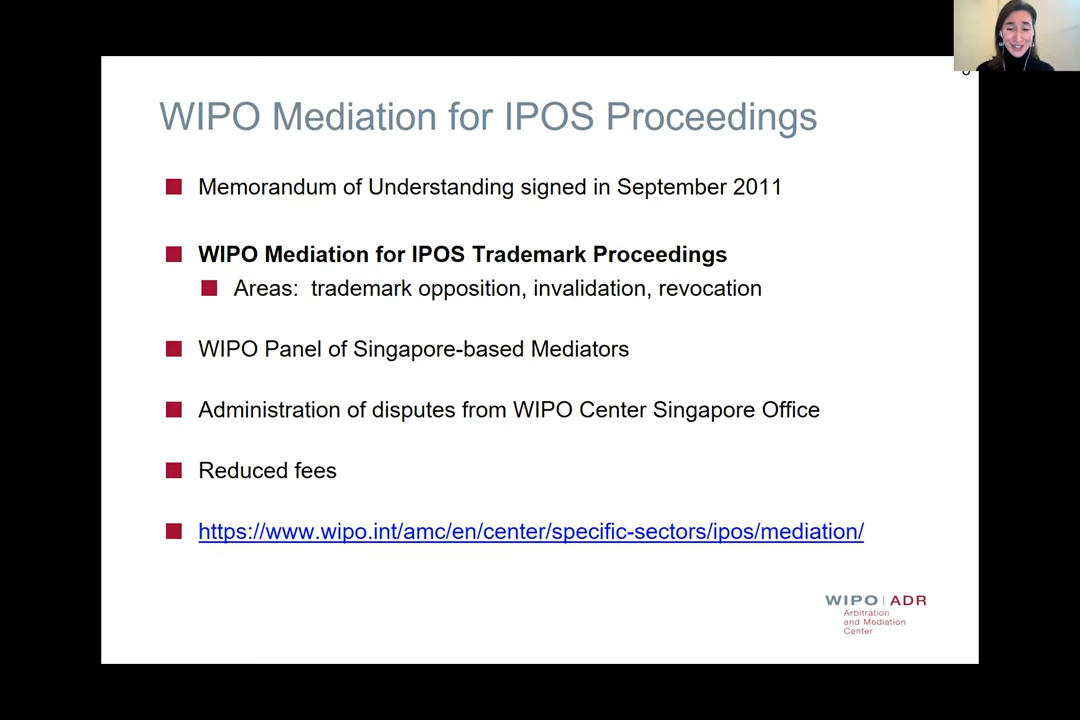 WIPO Mediation for IPOS Proceedings
Memorandum of Understanding signed in September 2011
WIPO Mediation for IPOS Trademark Proceedings
Areas: trademark opposition, invalidation, revocation
WIPO Panel of Singapore-based Mediators
Administration of disputes from WIPO Center Singapore Office
Reduced fees
https://www.wipo.int/amc/en/center/specific-sectors/ipos/mediation/
WIPO | ADR
Arbitration
and Mediation
Center